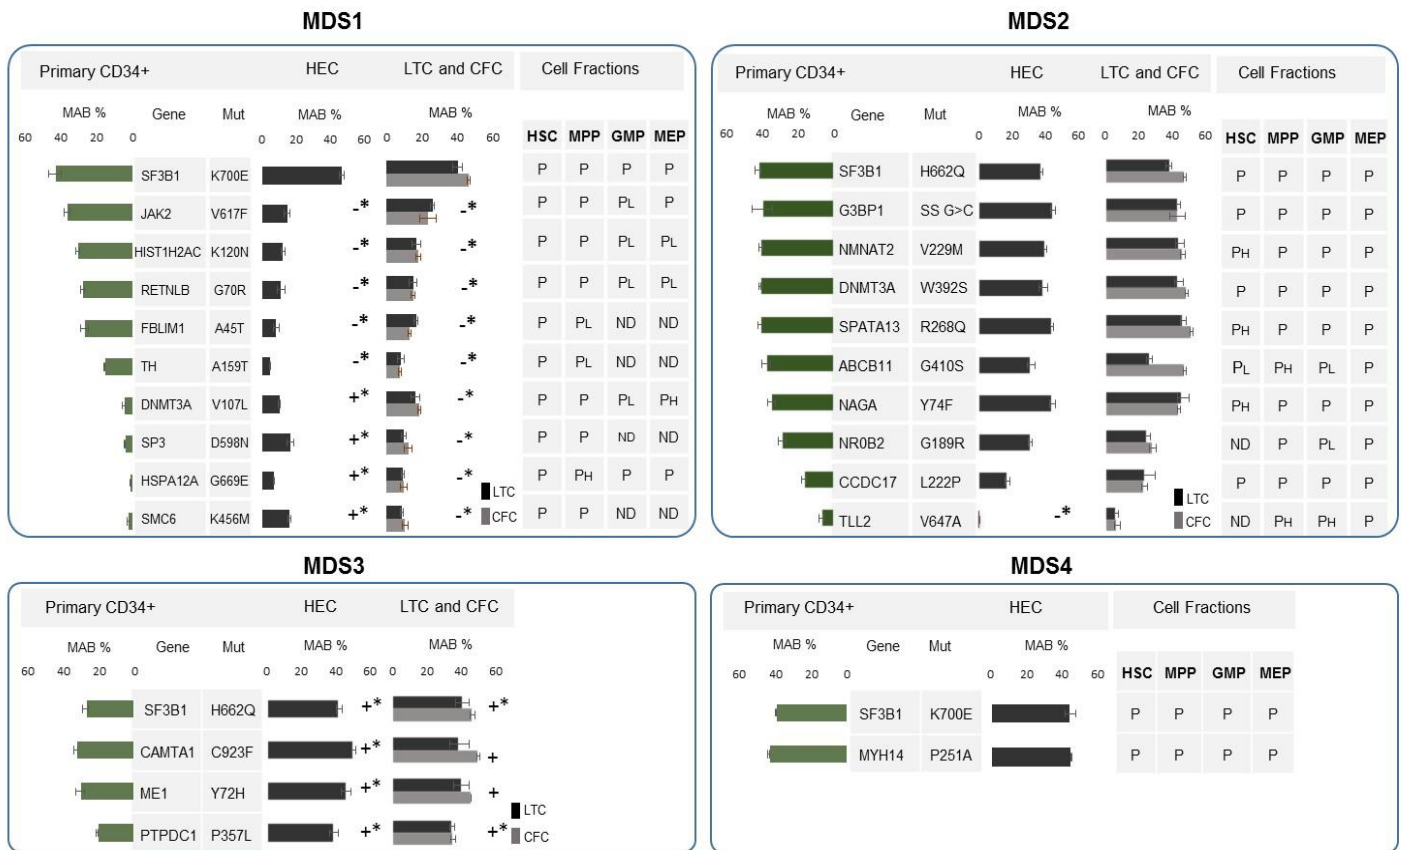 MDS1
Primary CD34+ HEC LTC and CFC Cell Fractions
MAB % Gene Mut MAB % MAB %
60 40 20 0 0 20 40 60 0 20 40 60
HSC MPP GMP MEP
SF3B1 K700E P P P P
JAK2 V617F -* -* P P PL P
HIST1H2AC K120N -* -* P P PL PL
RETNLB G70R -* -* P P PL PL
FBLIM1 A45T -* -* P PL ND ND
TH A159T -* -* P PL ND ND
DNMT3A V107L +* -* P P PL PH
SP3 D598N +* -* P P ND ND
HSPA12A G669E +* -* P PH P P
SMC6 K456M +* -* P P ND ND
LTC
CFC
MDS2
Primary CD34+ HEC LTC and CFC Cell Fractions
MAB % Gene Mut MAB % MAB %
60 40 20 0 0 20 40 60 0 20 40 60
HSC MPP GMP MEP
SF3B1 H662Q P P P P
G3BP1 SS G>C P P P P
NMNAT2 V229M PH P P P
DNMT3A W392S P P P P
SPATA13 R268Q PH P P P
ABCB11 G410S PL PH PL P
NAGA Y74F PH P P P
NR0B2 G189R ND P PL P
CCDC17 L222P P P P P
TLL2 V647A -* ND PH PH P
LTC
CFC
MDS3
Primary CD34+ HEC LTC and CFC
MAB % Gene Mut MAB % MAB %
60 40 20 0 0 20 40 60 0 20 40 60
SF3B1 H662Q +* +*
CAMTA1 C923F +* +
ME1 Y72H +* +
PTPDC1 P357L +* +*
LTC
CFC
MDS4
Primary CD34+ HEC Cell Fractions
MAB % Gene Mut MAB %
60 40 20 0 0 20 40 60
HSC MPP GMP MEP
SF3B1 K700E P P P P
MYH14 P251A P P P P